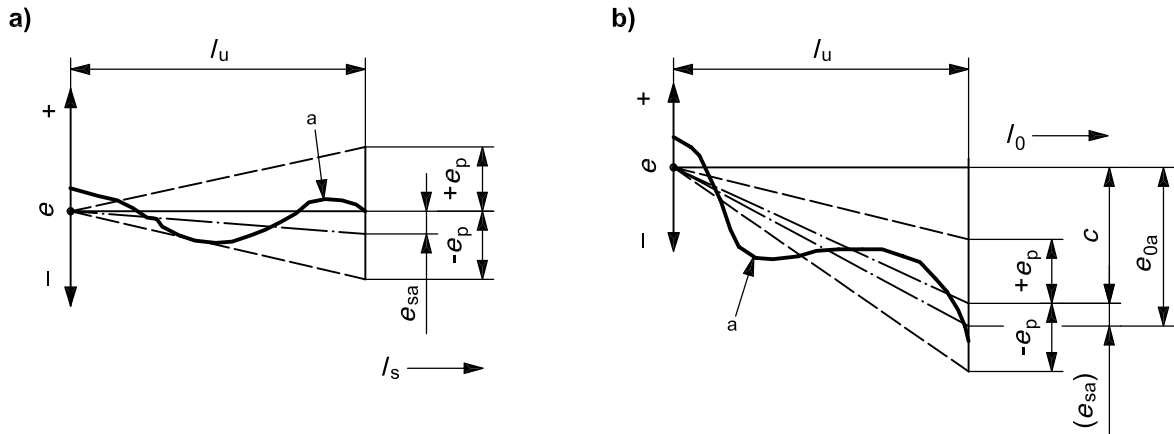 a)
l_u
+
a
e
+e_p
-e_p
−
e_sa
l_s
b)
l_u
+
l_0
e
−
c
e_0a
+e_p
a
-e_p
(e_sa)